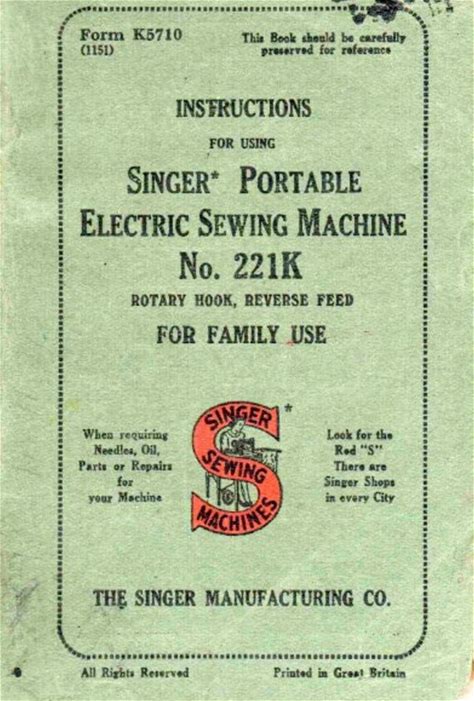 Form K5710
(1151)
This Book should be carefully
preserved for reference
INSTRUCTIONS
FOR USING
SINGER* PORTABLE
ELECTRIC SEWING MACHINE
No. 221K
ROTARY HOOK, REVERSE FEED
FOR FAMILY USE
When requiring
Needles, Oil,
Parts or Repairs
for
your Machine
SINGER
SEWING
MACHINES
*
Look for the
Red "S"
There are
Singer Shops
in every City
THE SINGER MANUFACTURING CO.
All Rights Reserved
Printed in Great Britain